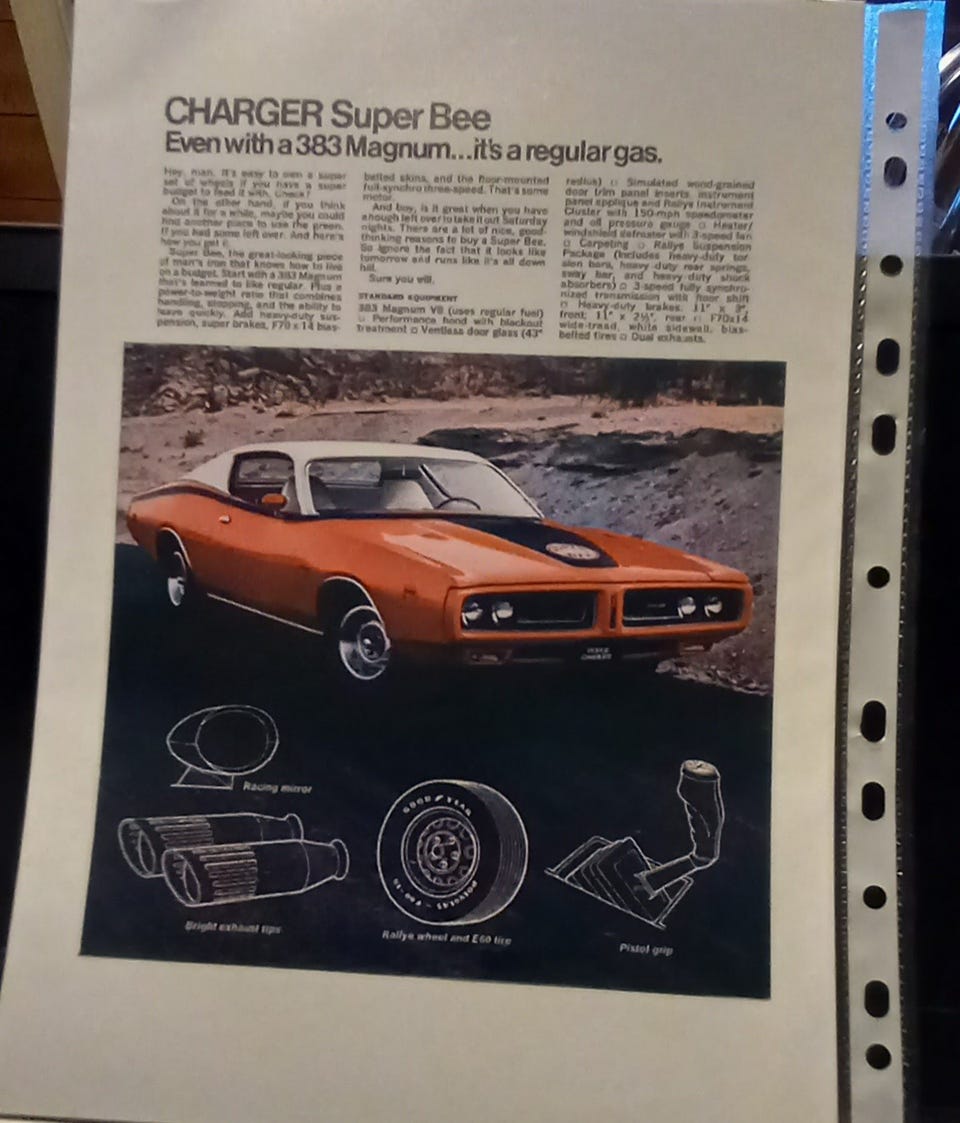 CHARGER Super Bee
Even with a 383 Magnum...it's a regular gas.
Hey, man. It's easy to own a super
set of wheels if you have a super
budget to feed it with. Check?
On the other hand, if you think
about it for a while, maybe you could
find another place to use the green.
If you had some left over. And here's
how you get it.
Super Bee, the great-looking piece
of man's iron that knows how to live
on a budget. Start with a 383 Magnum
that's learned to like regular. Plus a
power-to-weight ratio that combines
handling, stopping, and the ability to
leave quickly. Add heavy-duty sus-
pension, super brakes, F70 x 14 bias-
belted skins, and the floor-mounted
full-synchro three-speed. That's some
motor.
And boy, is it great when you have
enough left over to take it out Saturday
nights. There are a lot of nice, good-
thinking reasons to buy a Super Bee.
So ignore the fact that it looks like
tomorrow and runs like it's all down
hill.
Sure you will.
STANDARD EQUIPMENT
383 Magnum V8 (uses regular fuel)
□ Performance hood with blackout
treatment □ Ventless door glass (43"
radius) □ Simulated wood-grained
door trim panel inserts, instrument
panel applique and Rallye Instrument
Cluster with 150-mph speedometer
and oil pressure gauge □ Heater/
windshield defroster with 3-speed fan
□ Carpeting □ Rallye Suspension
Package (Includes heavy-duty tor-
sion bars, heavy-duty rear springs,
sway bar, and heavy-duty shock
absorbers) □ 3-speed fully synchro-
nized transmission with floor shift
□ Heavy-duty brakes: 11" x 3",
front; 11" x 2½", rear □ F70x14
wide-tread, white sidewall, bias-
belted tires □ Dual exhausts.
DODGE
CHARGER
Racing mirror
GOOD YEAR
POLYGLAS
Bright exhaust tips
Rallye wheel and E60 tire
Pistol grip